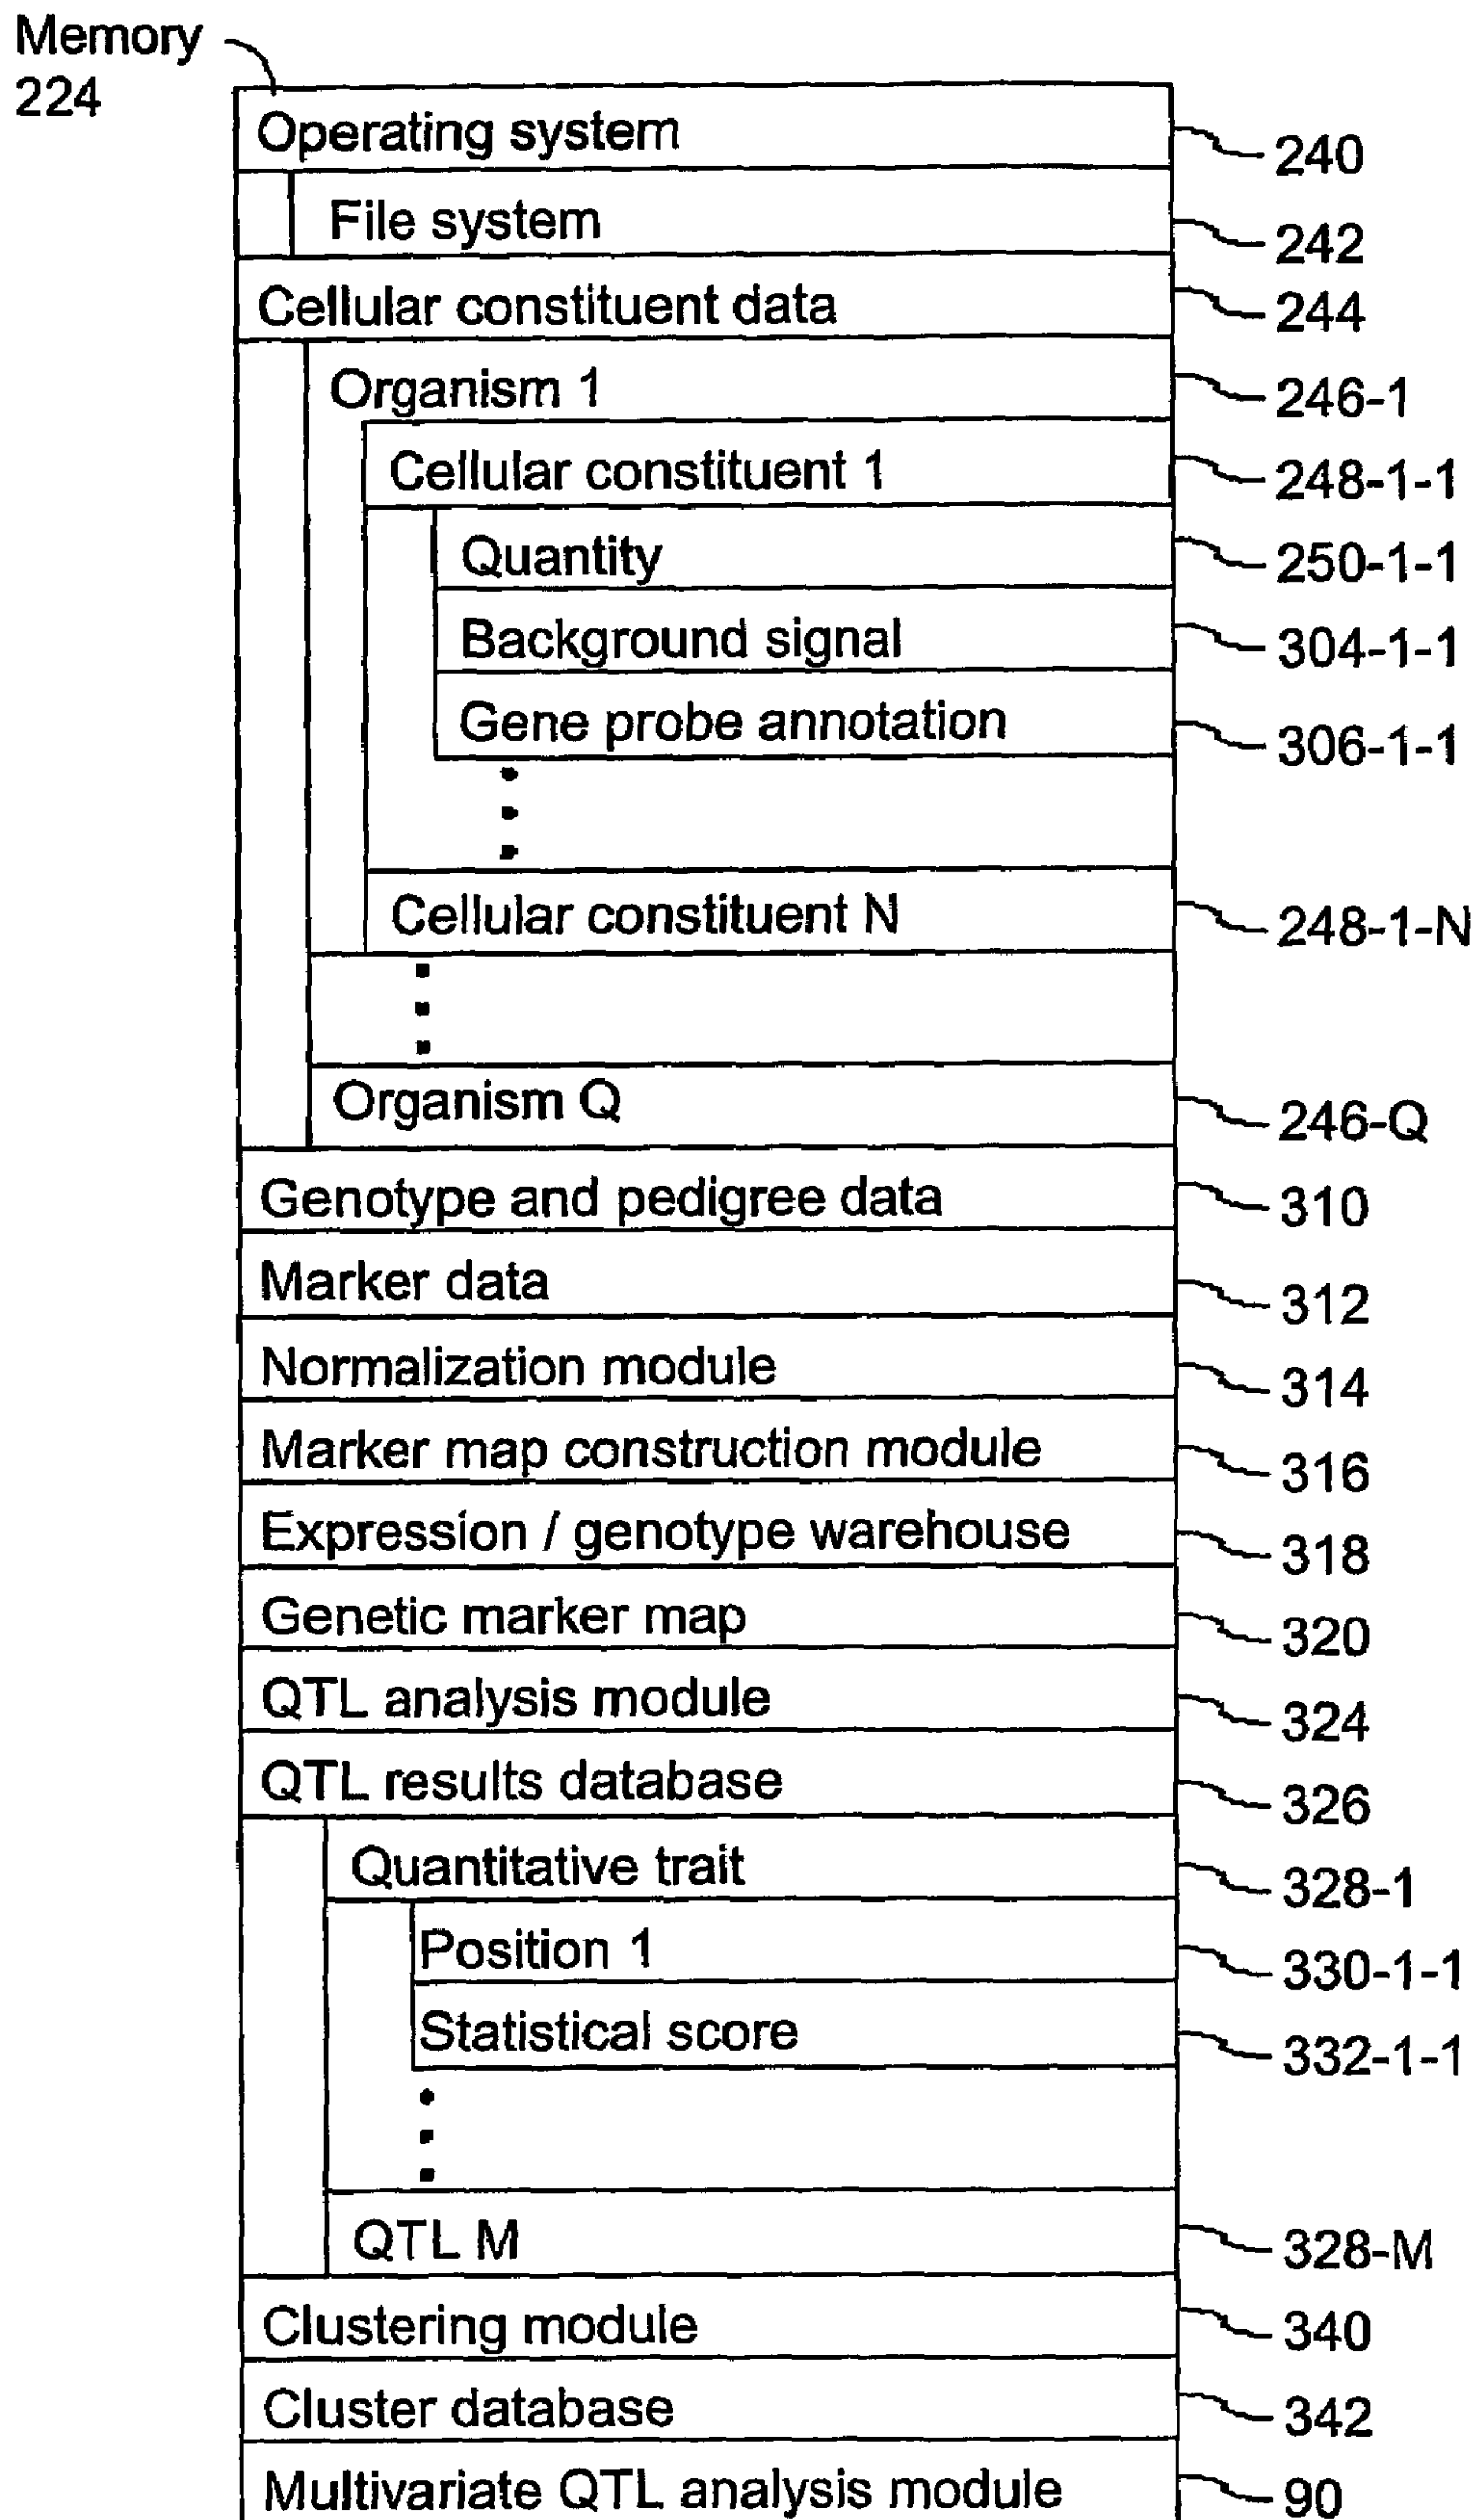 Memory
224
Operating system 240
File system 242
Cellular constituent data 244
Organism 1 246-1
Cellular constituent 1 248-1-1
Quantity 250-1-1
Background signal 304-1-1
Gene probe annotation 306-1-1
Cellular constituent N 248-1-N
Organism Q 246-Q
Genotype and pedigree data 310
Marker data 312
Normalization module 314
Marker map construction module 316
Expression / genotype warehouse 318
Genetic marker map 320
QTL analysis module 324
QTL results database 326
Quantitative trait 328-1
Position 1 330-1-1
Statistical score 332-1-1
QTL M 328-M
Clustering module 340
Cluster database 342
Multivariate QTL analysis module 90